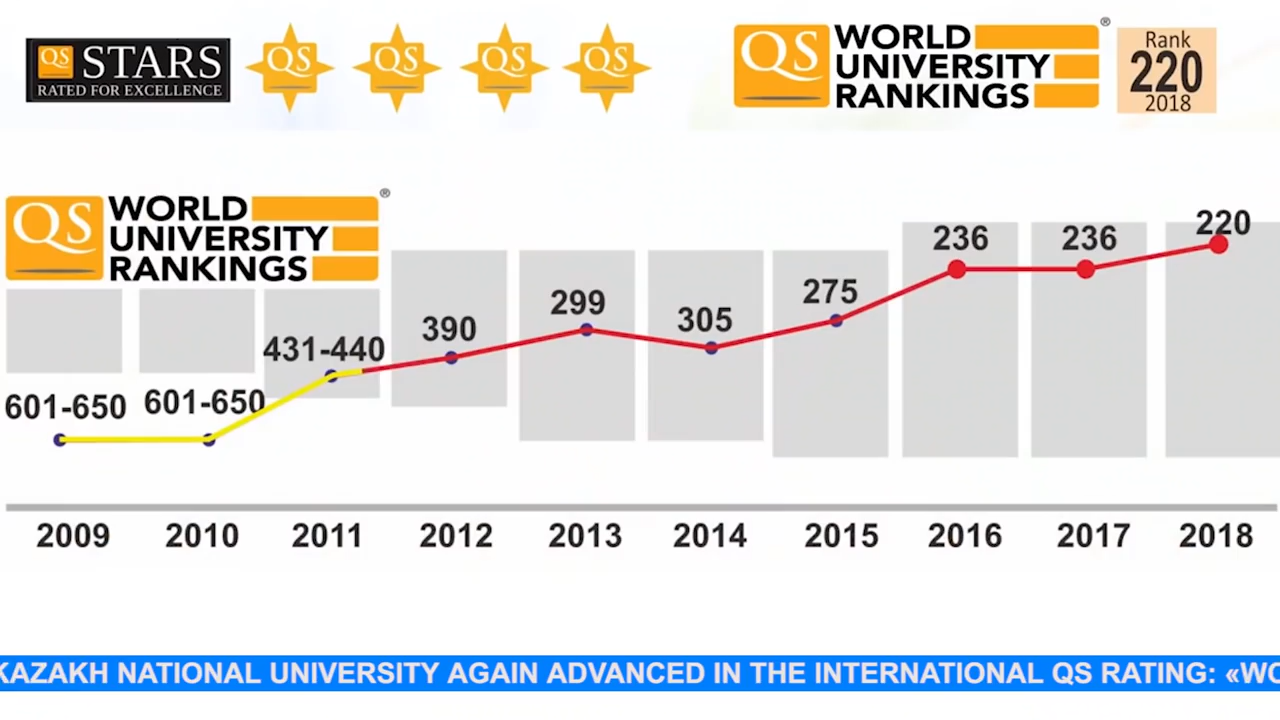 QS STARS
RATED FOR EXCELLENCE
QS
QS
QS
QS
QS
WORLD
UNIVERSITY
RANKINGS
®
Rank
220
2018
QS
WORLD
UNIVERSITY
RANKINGS
®
601-650
601-650
431-440
390
299
305
275
236
236
220
2009 2010 2011 2012 2013 2014 2015 2016 2017 2018
KAZAKH NATIONAL UNIVERSITY AGAIN ADVANCED IN THE INTERNATIONAL QS RATING: «WO